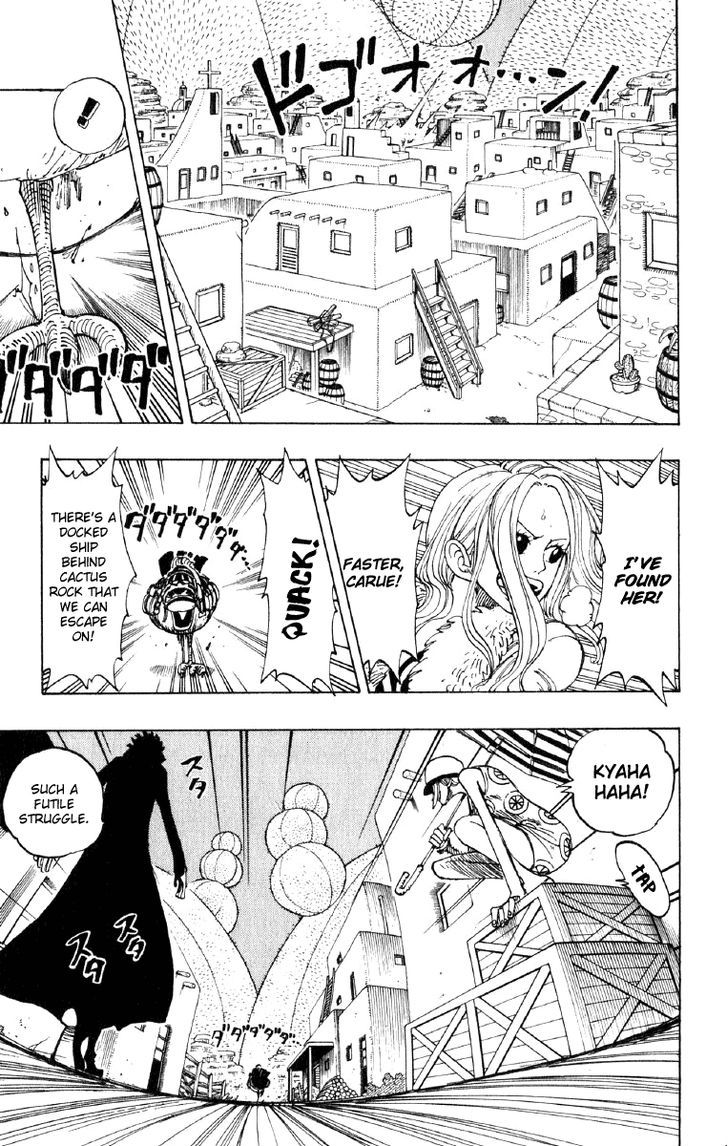 ドゴオオ…ン!
!!
ダダダダ
I'VE
FOUND
HER!
FASTER,
CARUE!
QUACK!
ダダダダダダ…
THERE'S A
DOCKED
SHIP
BEHIND
CACTUS
ROCK THAT
WE CAN
ESCAPE
ON!
KYAHA
HAHA!
TAP
スタ
SUCH A
FUTILE
STRUGGLE.
スタ
スタ
ダダダダダ…